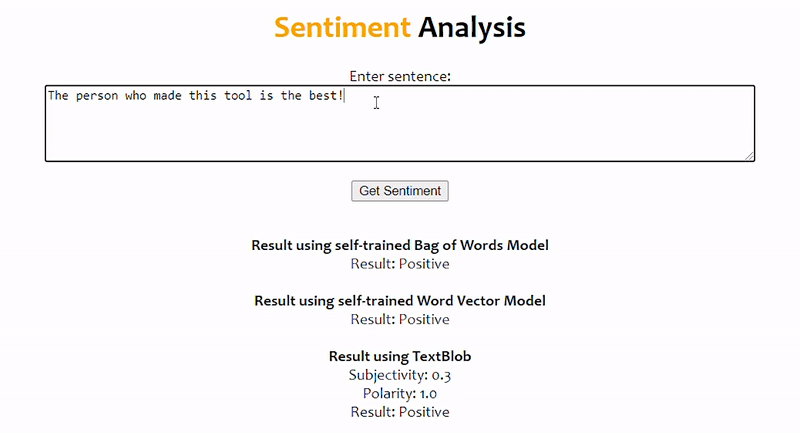 Sentiment Analysis
Enter sentence:
The person who made this tool is the best!
Get Sentiment
Result using self-trained Bag of Words Model
Result: Positive
Result using self-trained Word Vector Model
Result: Positive
Result using TextBlob
Subjectivity: 0.3
Polarity: 1.0
Result: Positive